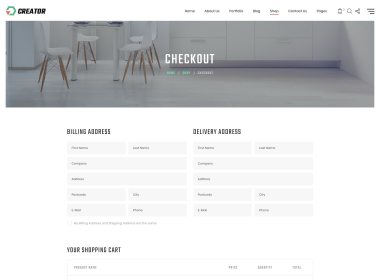 CREATOR
Home About Us Portfolio Blog Shop Contact Us Pages
CHECKOUT
HOME | SHOP | CHECKOUT
BILLING ADDRESS DELIVERY ADDRESS
First Name Last Name First Name Last Name
Company Company
Address Address
Postcode City Postcode City
E-Mail Phone E-Mail Phone
My Billing Address and Shipping Address are the same
YOUR SHOPPING CART
PRODUCT NAME PRICE QUANTITY TOTAL